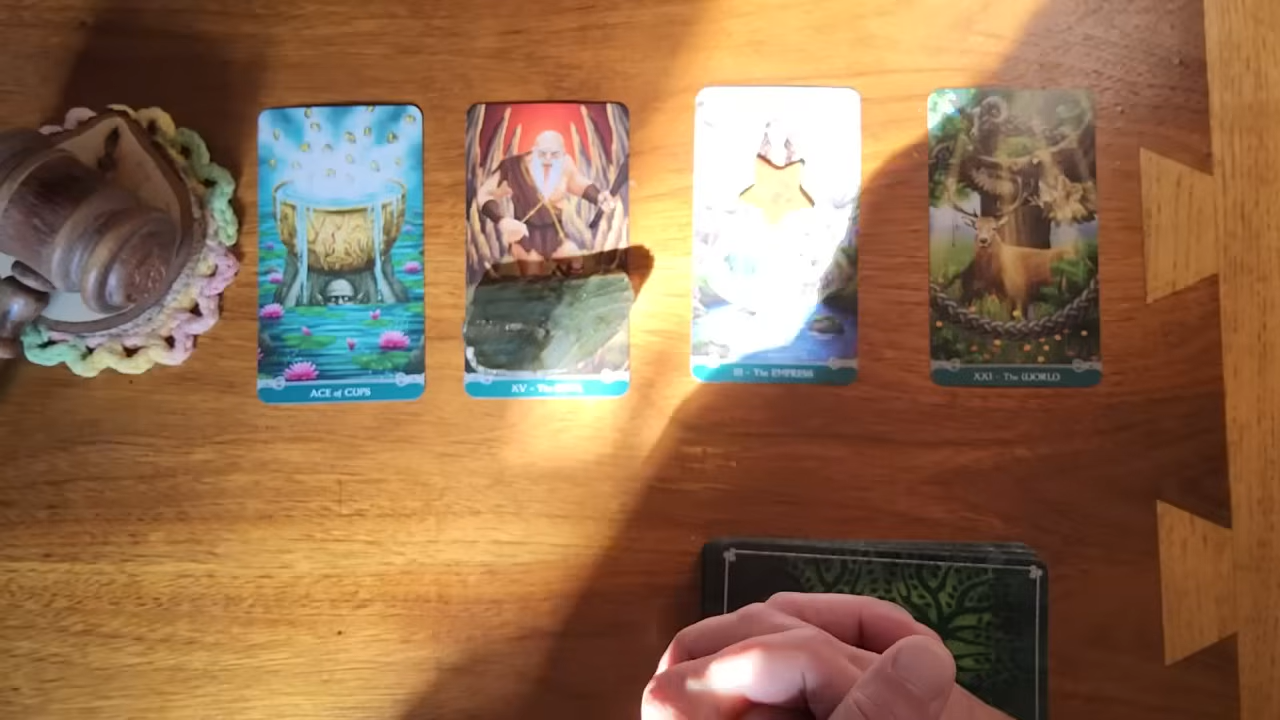 ACE of CUPS
XV - The
III - The EMPRESS
XXI - The WORLD